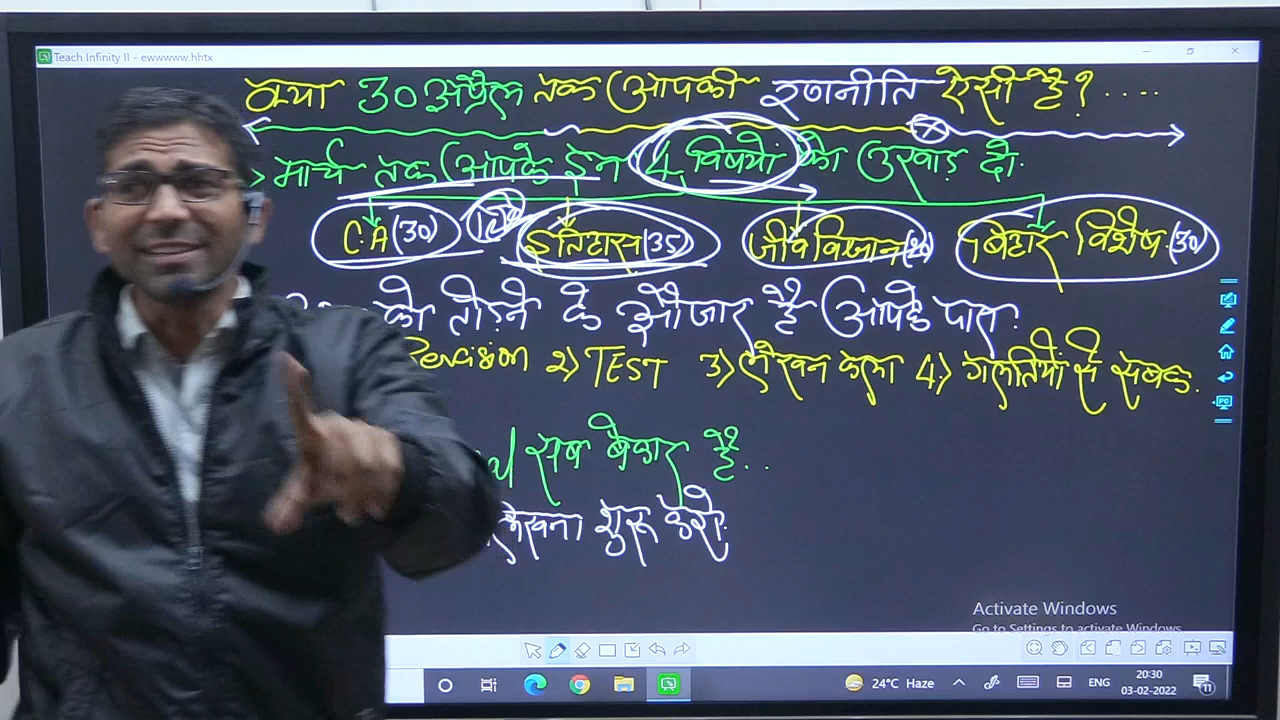 Teach Infinity II - ewwwww.hhtx
क्या 30 अप्रैल तक आपकी रणनीति ऐसी है? .....
> मार्च तक आपके इन 4 विषयों को उखाड़ दो.
C.A (30) इतिहास (35) जीव विज्ञान बिहार विशेष (30)
को तोड़ने के औजार है आपके पास.
Revision 2) TEST 3) लेखन कला 4) गलतियों से सबक.
सब बेकार है..
लिखना शुरू करो.
Activate Windows
Go to Settings to activate Windows.
24°C Haze ENG 20:30
03-02-2022 11